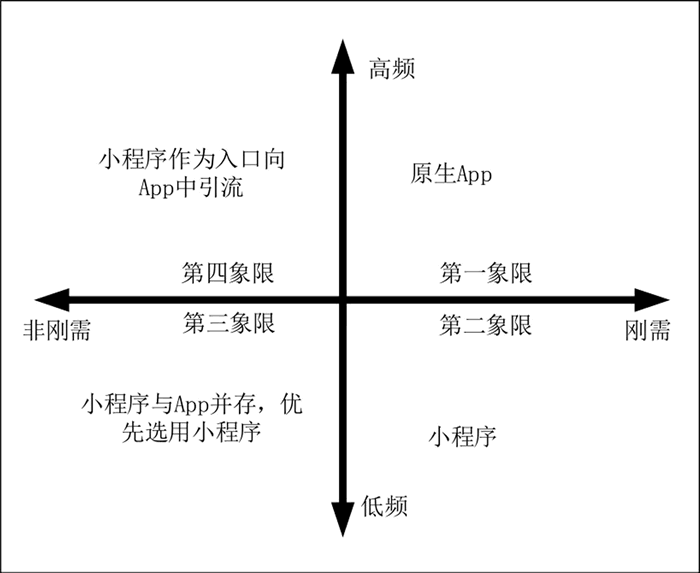 高频
小程序作为入口向
App中引流
原生App
第四象限
第一象限
非刚需
第三象限
第二象限
刚需
小程序与App并存，优
先选用小程序
小程序
低频